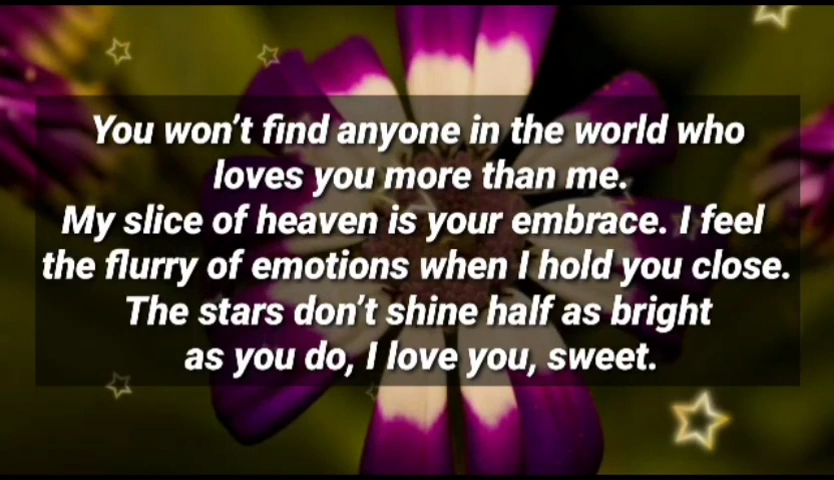 You won't find anyone in the world who
loves you more than me.
My slice of heaven is your embrace. I feel
the flurry of emotions when I hold you close.
The stars don't shine half as bright
as you do, I love you, sweet.